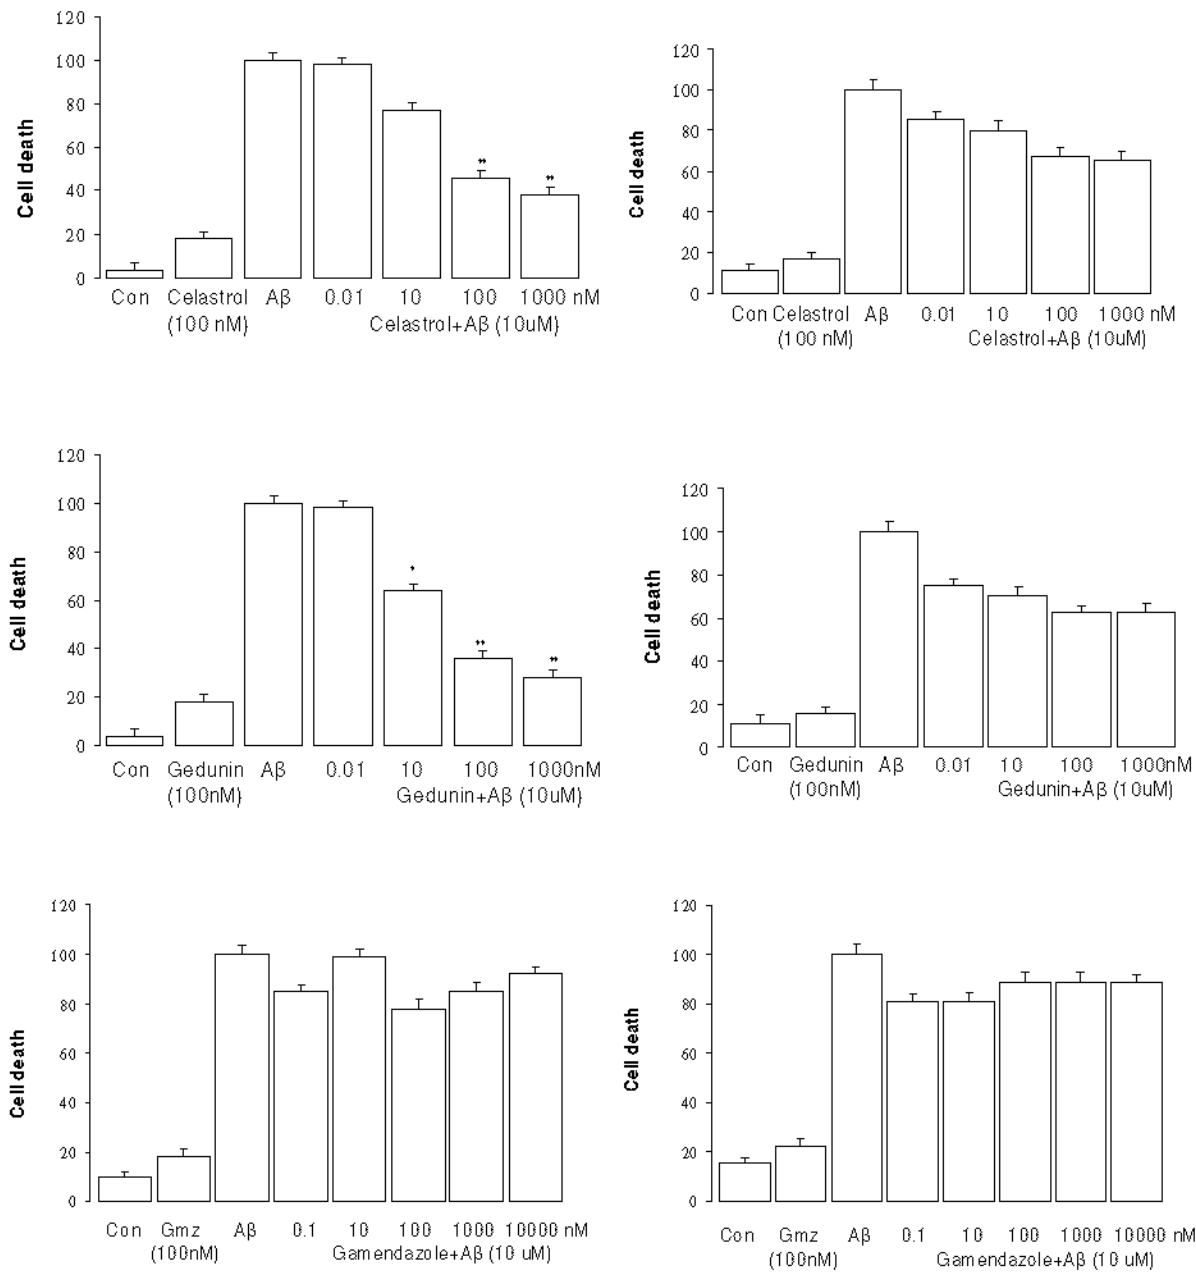 120
100
80
60
40
20
0
Cell death
**
**
Con Celastrol Aβ 0.01 10 100 1000 nM
(100 nM) Celastrol+Aβ (10uM)
120
100
80
60
40
20
0
Cell death
Con Celastrol Aβ 0.01 10 100 1000 nM
(100 nM) Celastrol+Aβ (10uM)
120
100
80
60
40
20
0
Cell death
*
**
**
Con Gedunin Aβ 0.01 10 100 1000nM
(100nM) Gedunin+Aβ (10uM)
120
100
80
60
40
20
0
Cell death
Con Gedunin Aβ 0.01 10 100 1000nM
(100nM) Gedunin+Aβ (10uM)
120
100
80
60
40
20
0
Cell death
Con Gmz Aβ 0.1 10 100 1000 10000 nM
(100nM) Gamendazole+Aβ (10 uM)
120
100
80
60
40
20
0
Cell death
Con Gmz Aβ 0.1 10 100 1000 10000 nM
(100nM) Gamendazole+Aβ (10 uM)